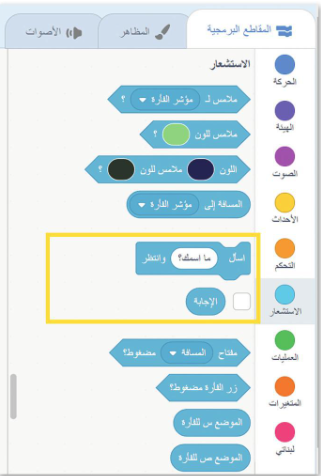 المقاطع البرمجية
المظاهر
الأصوات
الحركة
الهيئة
الصوت
الأحداث
التحكم
الاستشعار
العمليات
المتغيرات
لبناتي
الاستشعار
ملامس لـ مؤشر الفأرة ؟
ملامس للون ؟
اللون ملامس للون ؟
المسافة إلى مؤشر الفأرة
اسأل ما اسمك؟ وانتظر
الإجابة
مفتاح المسافة مضغوط؟
زر الفأرة مضغوط؟
الموضع س للفأرة
الموضع ص للفأرة